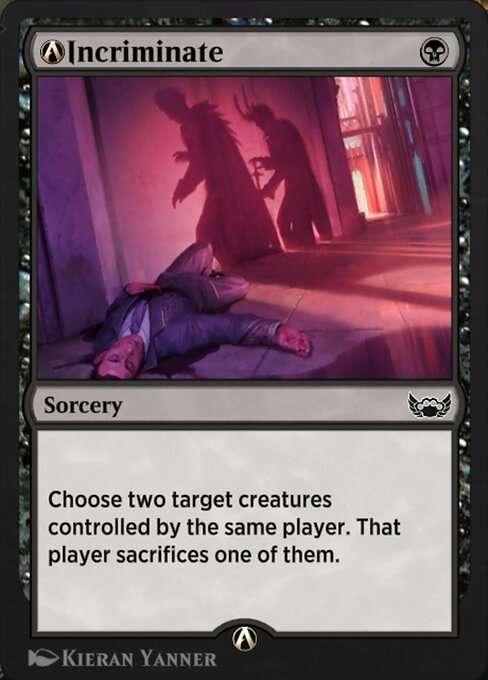 Incriminate
Sorcery
Choose two target creatures
controlled by the same player. That
player sacrifices one of them.
Kieran Yanner